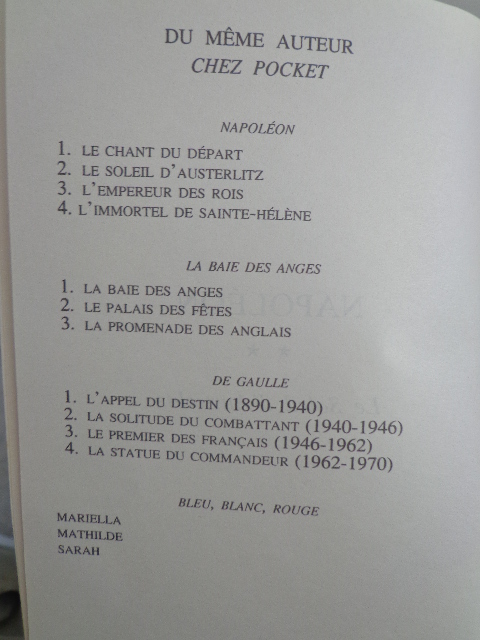 DU MÊME AUTEUR
CHEZ POCKET
NAPOLÉON
1. LE CHANT DU DÉPART
2. LE SOLEIL D'AUSTERLITZ
3. L'EMPEREUR DES ROIS
4. L'IMMORTEL DE SAINTE-HÉLÈNE
LA BAIE DES ANGES
1. LA BAIE DES ANGES
2. LE PALAIS DES FÊTES
3. LA PROMENADE DES ANGLAIS
DE GAULLE
1. L'APPEL DU DESTIN (1890-1940)
2. LA SOLITUDE DU COMBATTANT (1940-1946)
3. LE PREMIER DES FRANÇAIS (1946-1962)
4. LA STATUE DU COMMANDEUR (1962-1970)
BLEU, BLANC, ROUGE
MARIELLA
MATHILDE
SARAH